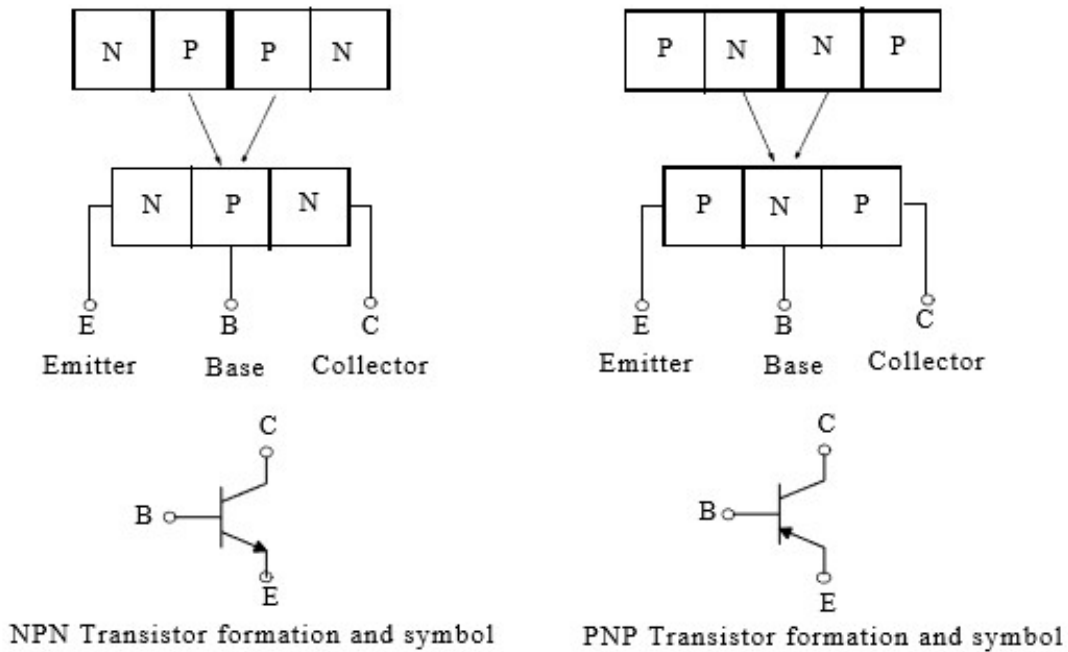 N P P N
P N N P
N P N
P N P
E B C
E B C
Emitter Base Collector
Emitter Base Collector
C
B
E
C
B
E
NPN Transistor formation and symbol
PNP Transistor formation and symbol